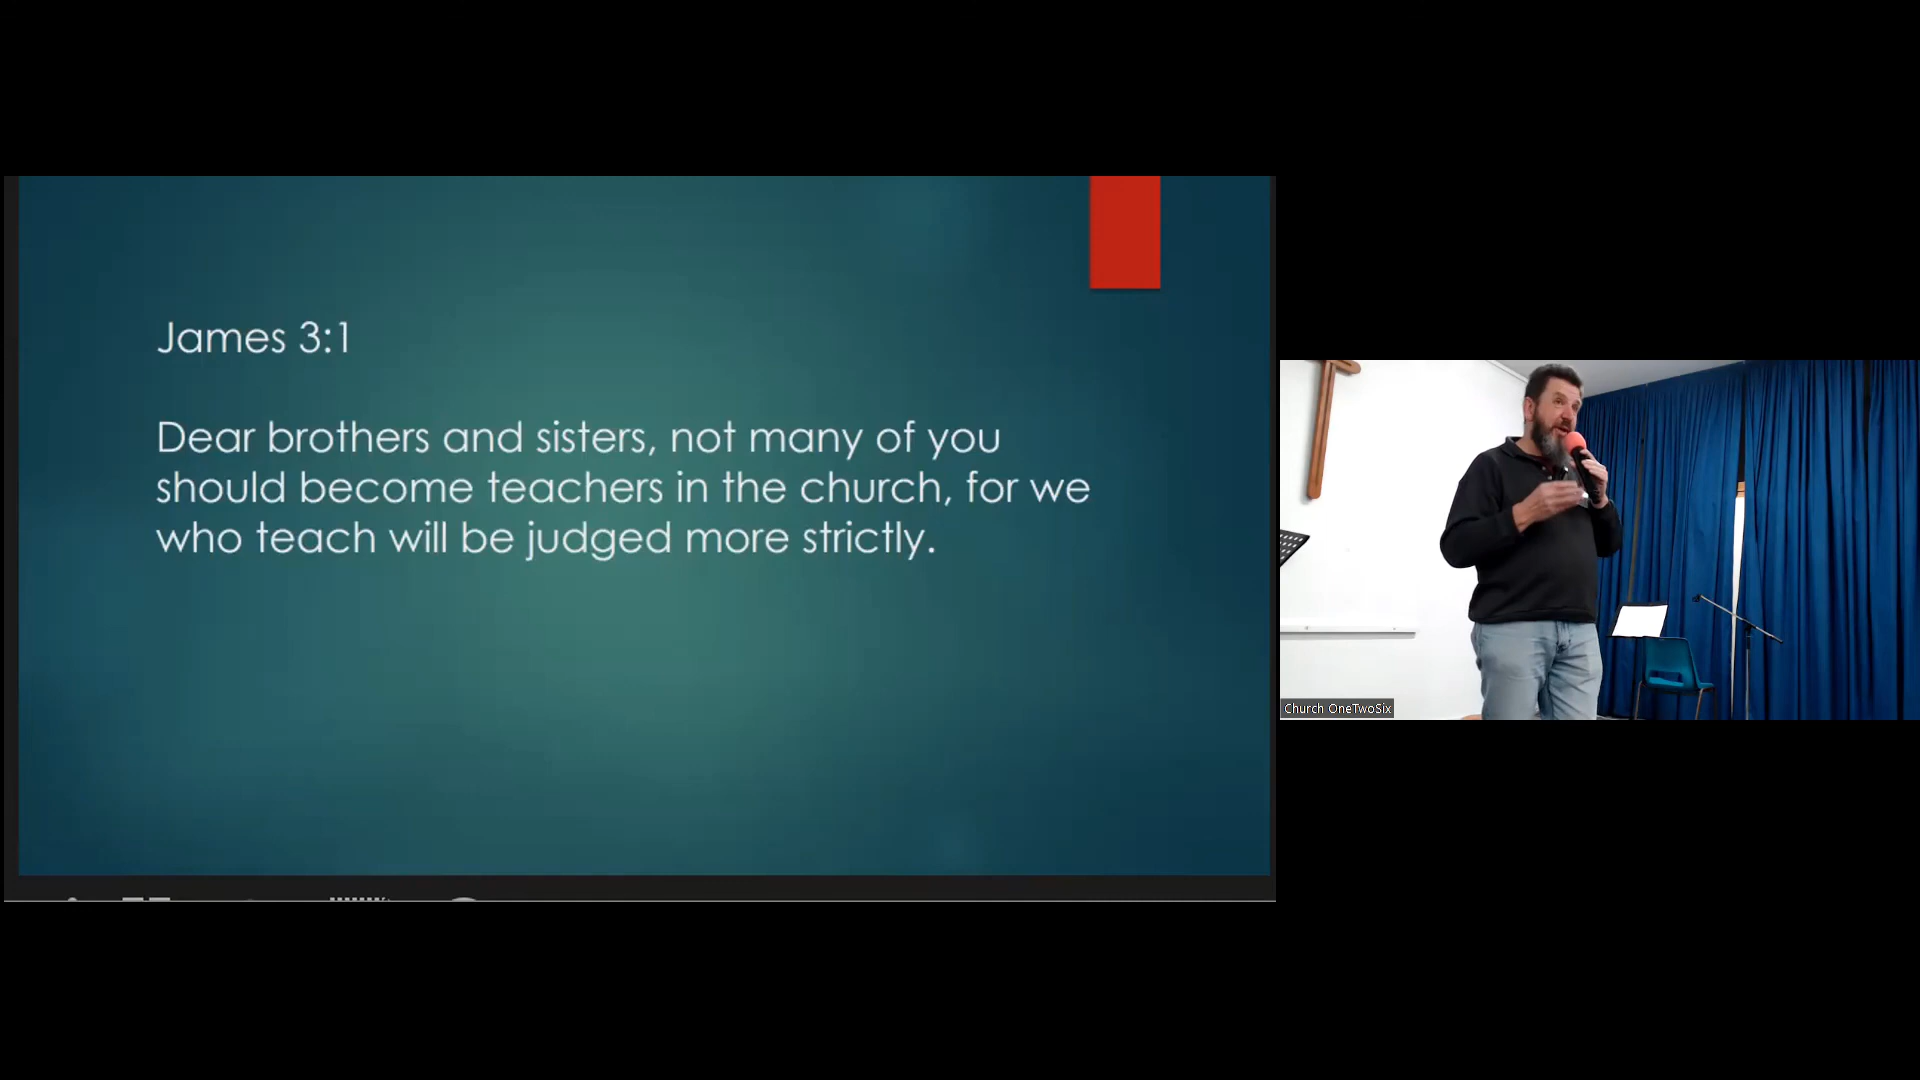 James 3:1
Dear brothers and sisters, not many of you
should become teachers in the church, for we
who teach will be judged more strictly.
Church OneTwoSix